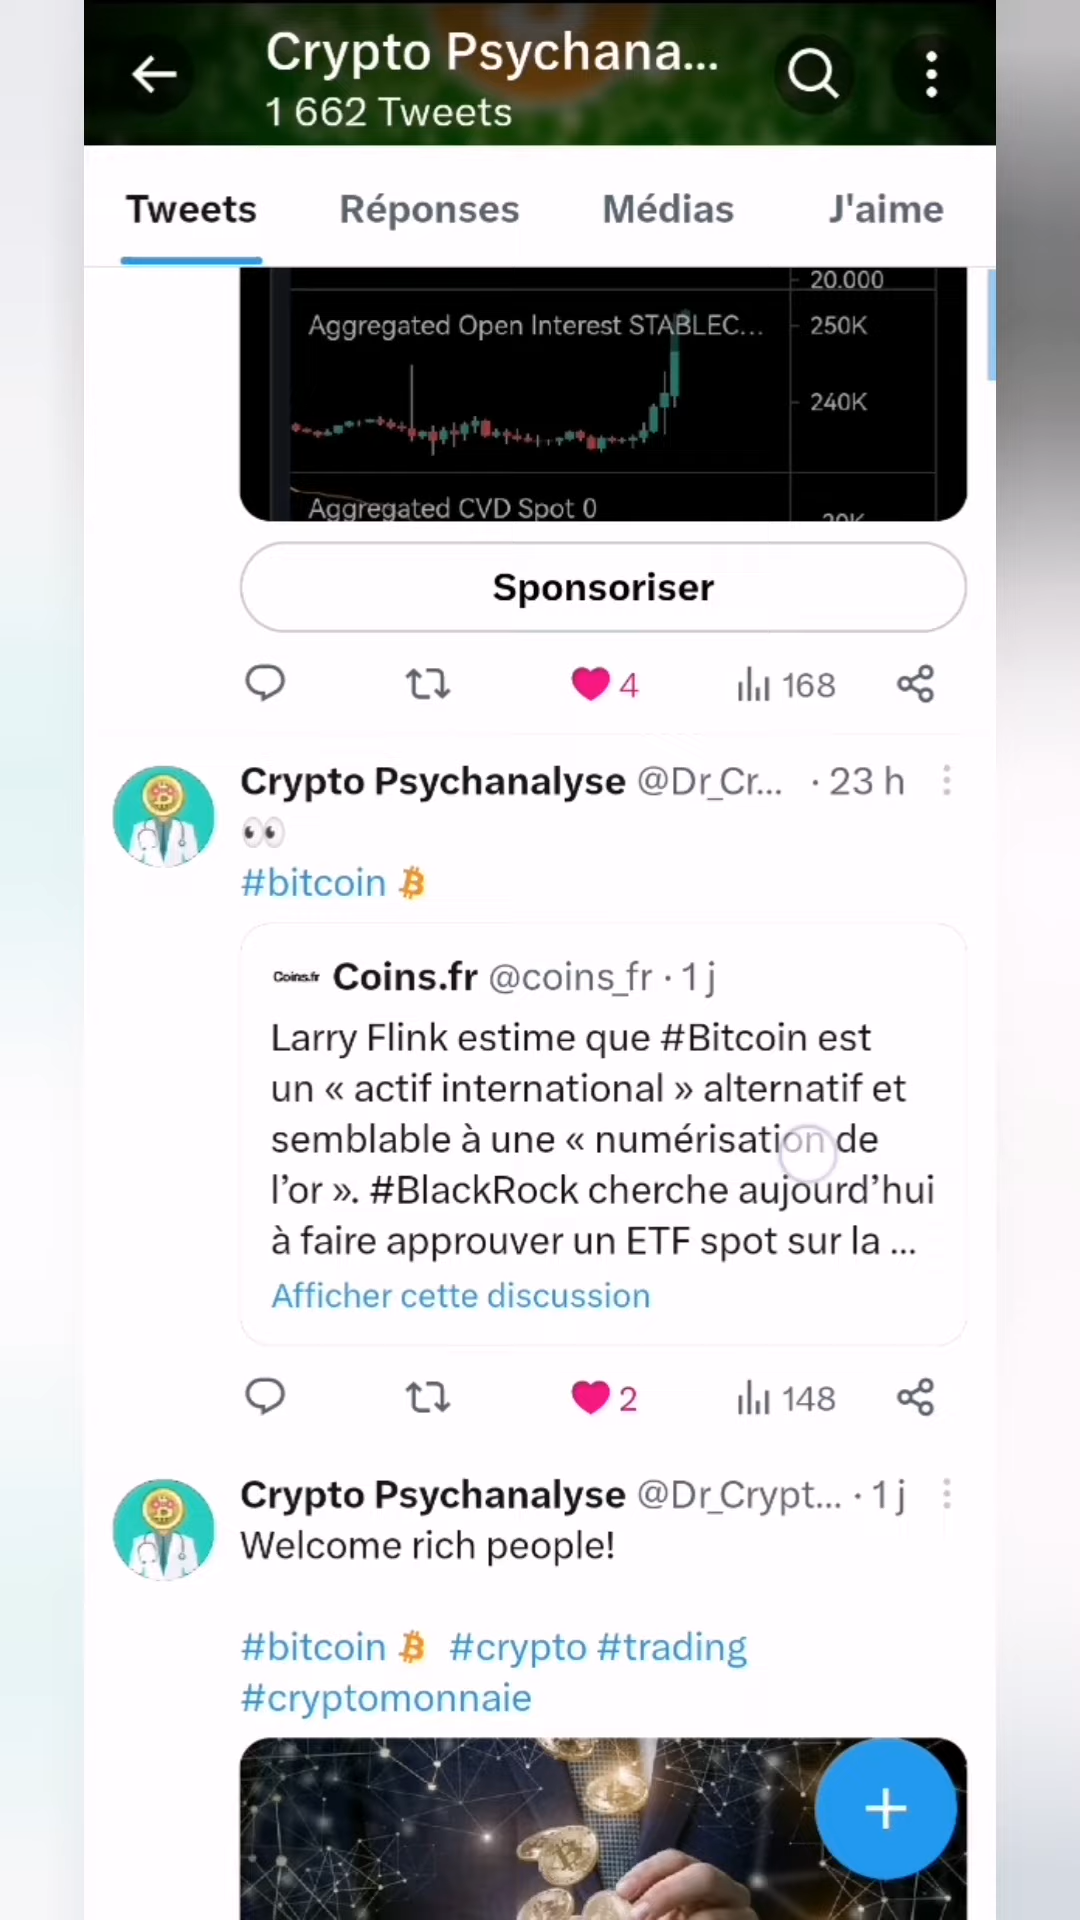 Crypto Psychana...
1 662 Tweets
Tweets Réponses Médias J'aime
20.000
Aggregated Open Interest STABLEC... 250K
240K
Aggregated CVD Spot 0
Sponsoriser
4 168
Crypto Psychanalyse @Dr_Cr... · 23 h
👀
#bitcoin
Coins.fr Coins.fr @coins_fr · 1 j
Larry Flink estime que #Bitcoin est
un « actif international » alternatif et
semblable à une « numérisation de
l’or ». #BlackRock cherche aujourd’hui
à faire approuver un ETF spot sur la ...
Afficher cette discussion
2 148
Crypto Psychanalyse @Dr_Crypt... · 1 j
Welcome rich people!
#bitcoin #crypto #trading
#cryptomonnaie